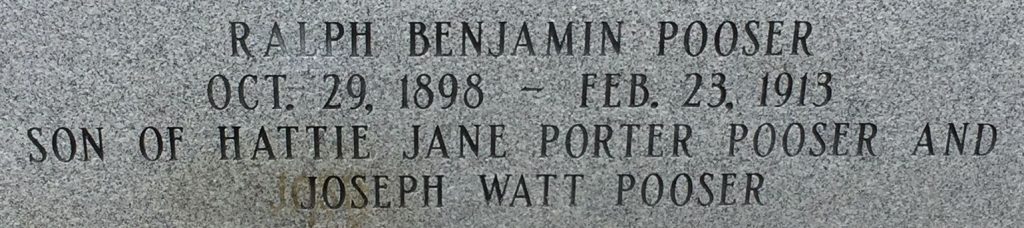 RALPH BENJAMIN POOSER
OCT. 29, 1898 - FEB. 23, 1913
SON OF HATTIE JANE PORTER POOSER AND
JOSEPH WATT POOSER